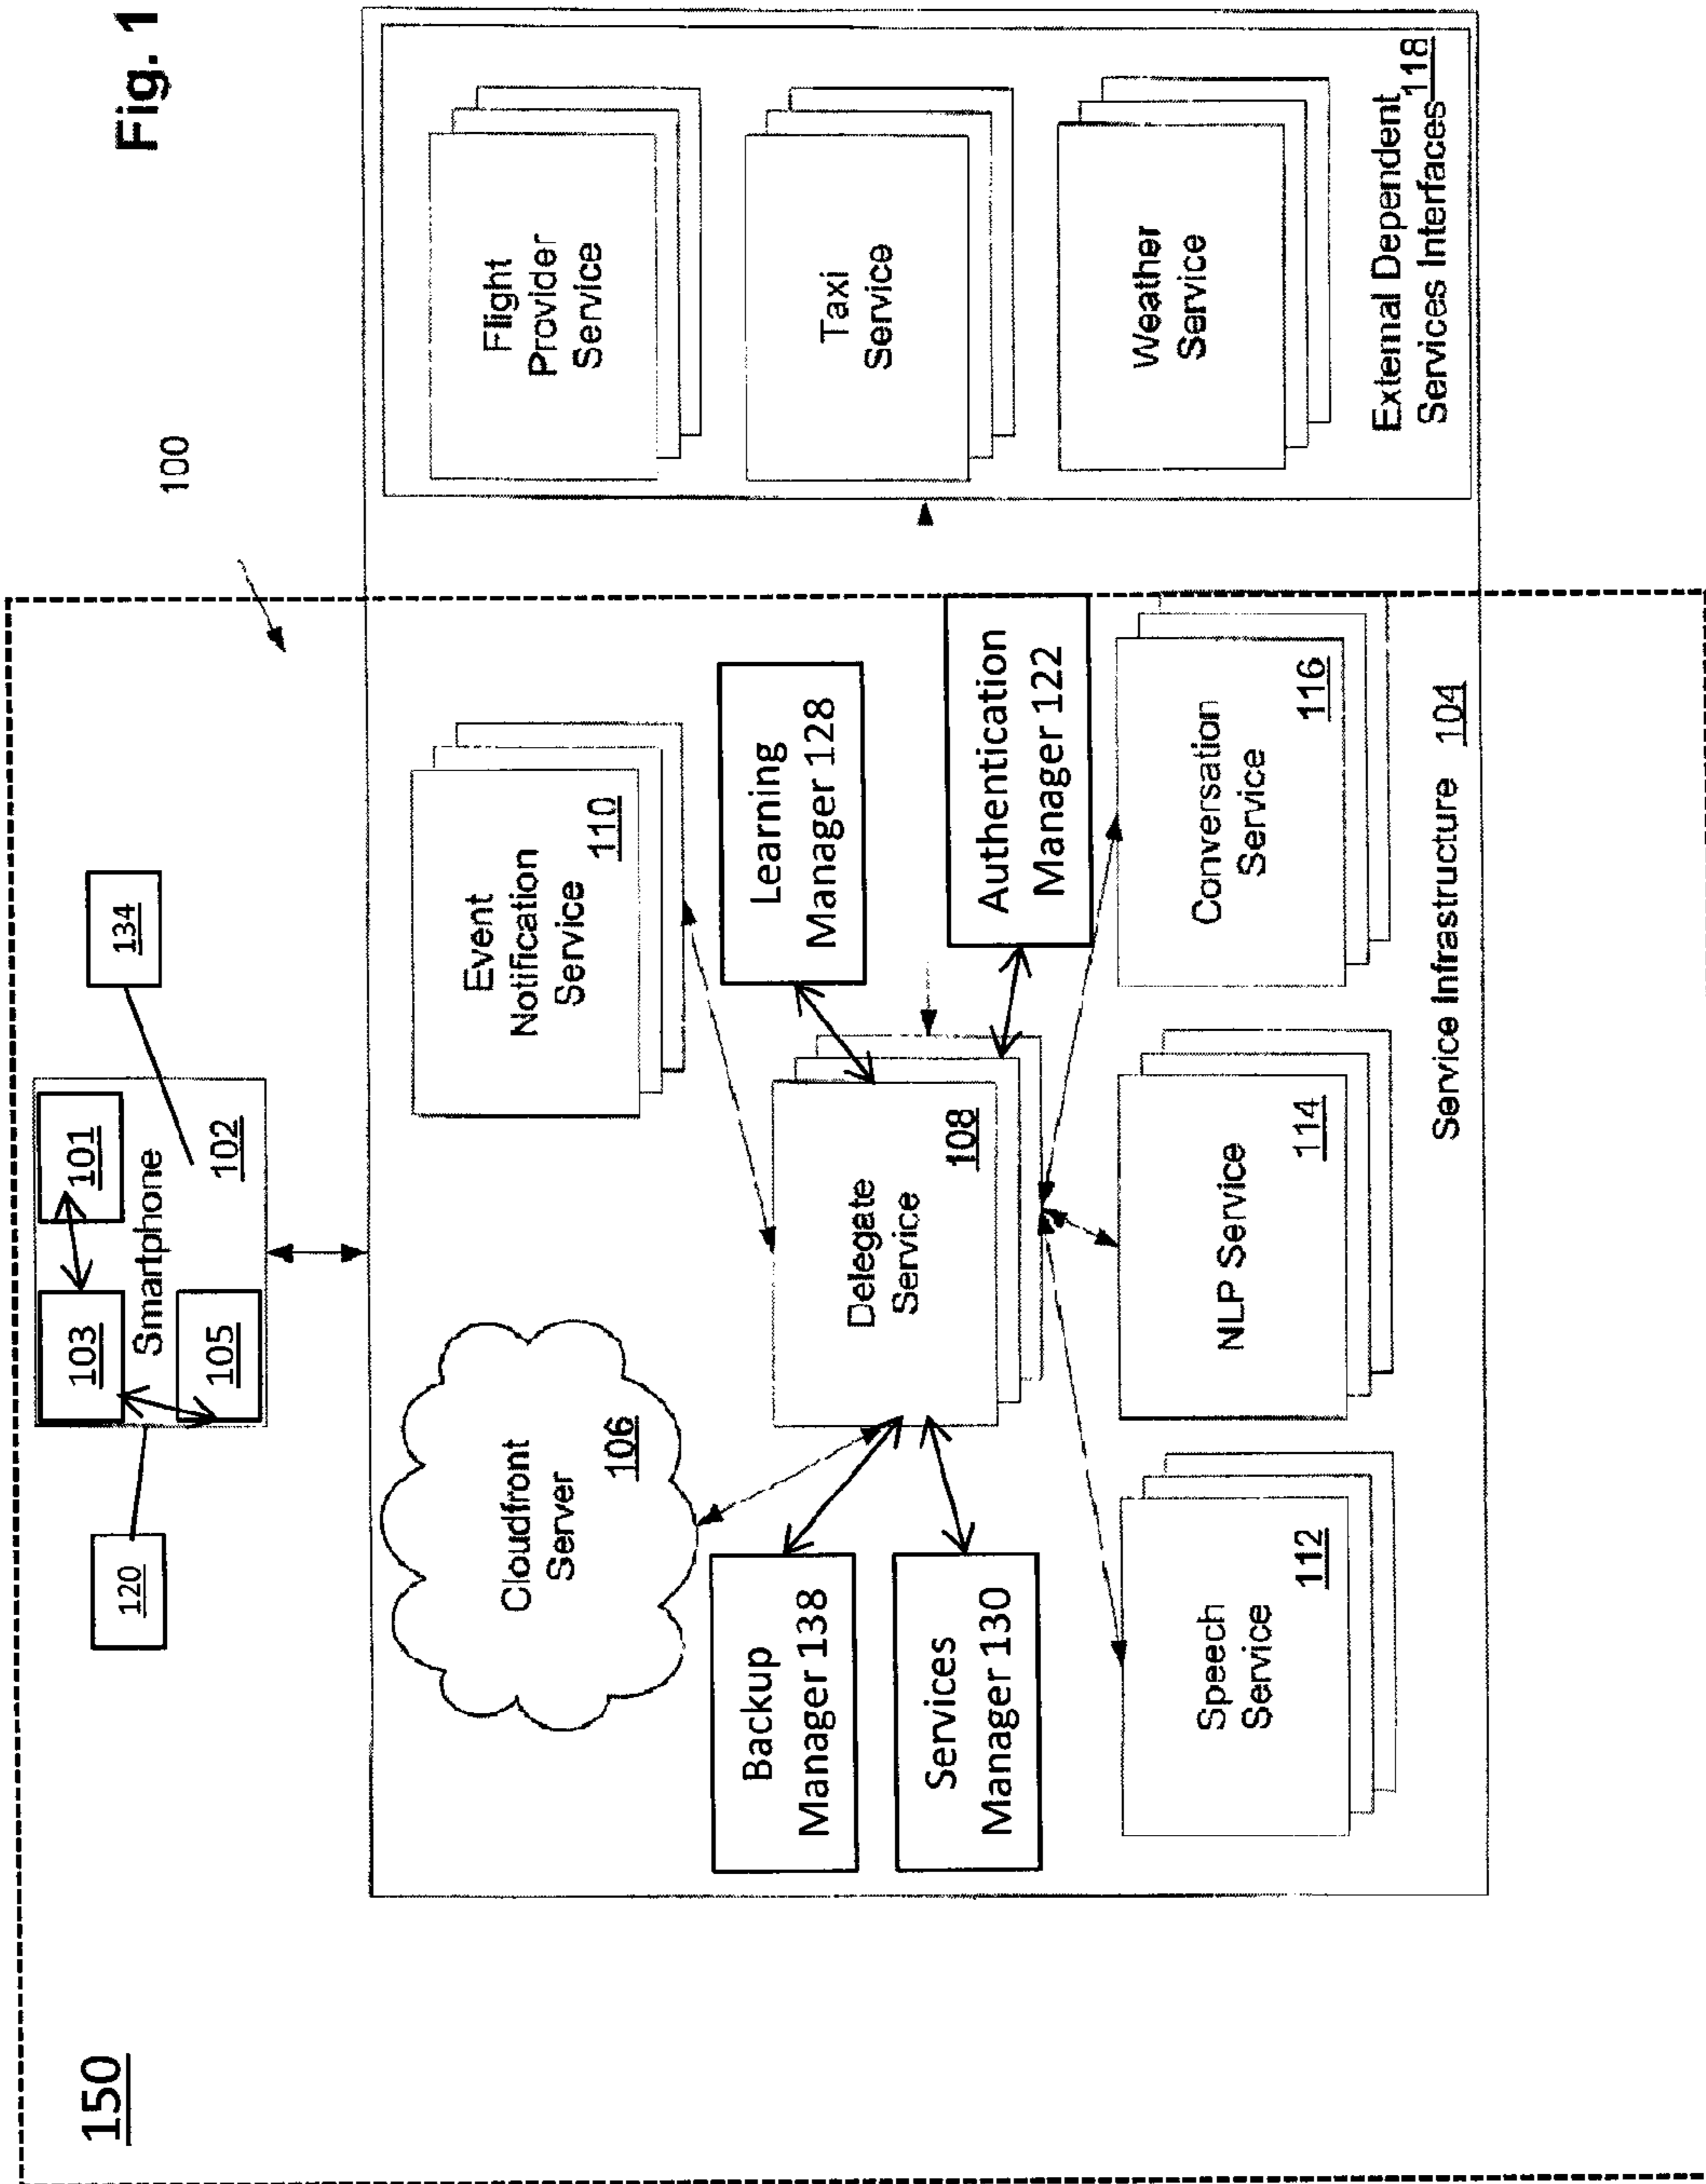 150
Fig. 1
100
120
134
103
101
105
Smartphone
102
Cloudfront
Server
106
Event
Notification
Service
110
Flight
Provider
Service
Backup
Manager 138
Learning
Manager 128
Delegate
Service
108
Taxi
Service
Services
Manager 130
Authentication
Manager 122
Speech
Service
112
NLP Service
114
Conversation
Service
116
Weather
Service
External Dependent
Services Interfaces 118
Service Infrastructure 104